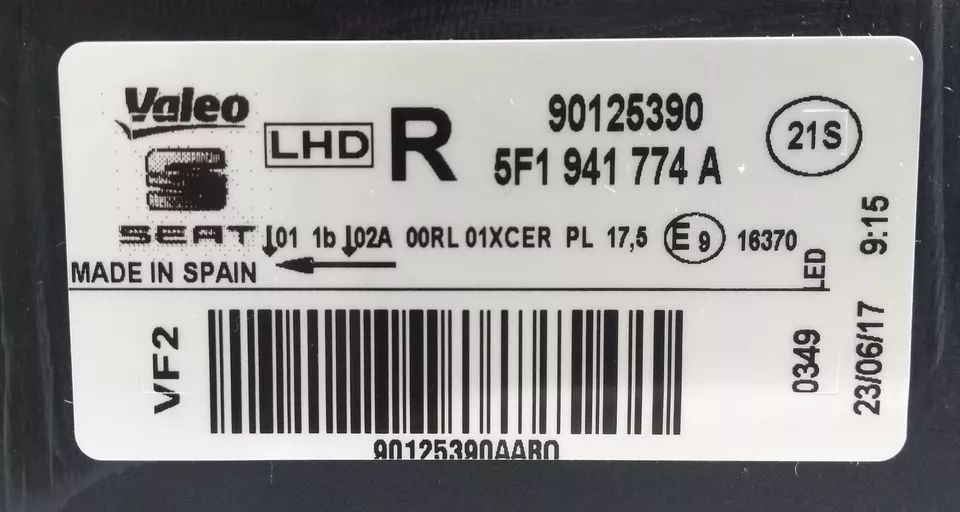 Valeo
SEAT
LHD R
90125390
5F1 941 774 A
21S
01 1b 02A 00RL 01XCER PL 17,5 E9 16370
MADE IN SPAIN
LED
9:15
VF2
0349
23/06/17